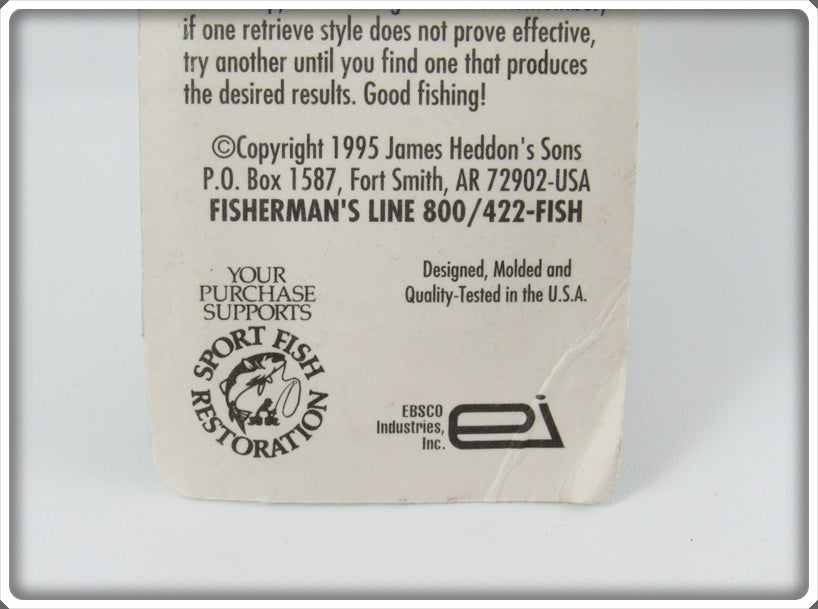 if one retrieve style does not prove effective,
try another until you find one that produces
the desired results. Good fishing!
©Copyright 1995 James Heddon's Sons
P.O. Box 1587, Fort Smith, AR 72902-USA
FISHERMAN'S LINE 800/422-FISH
YOUR
PURCHASE
SUPPORTS
SPORT FISH
RESTORATION
Designed, Molded and
Quality-Tested in the U.S.A.
EBSCO
Industries,
Inc.
ei